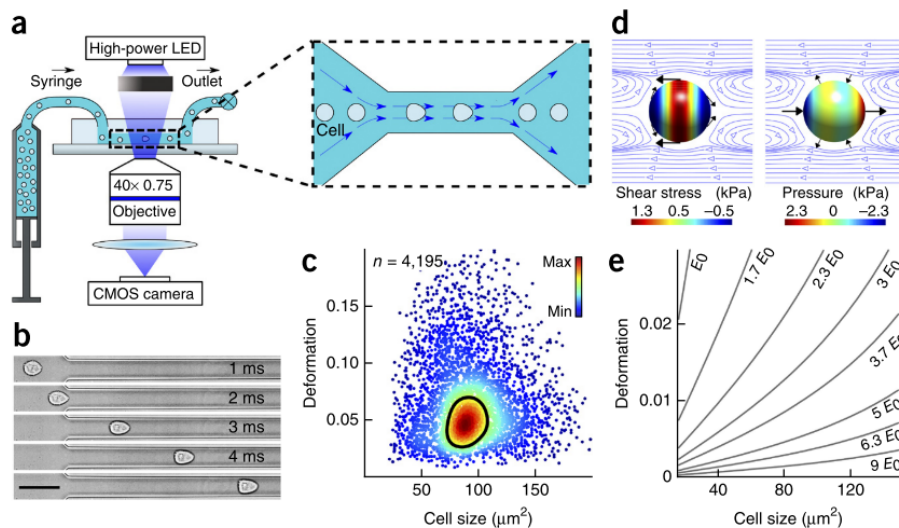 a
High-power LED
Syringe
Outlet
Cell
40× 0.75
Objective
CMOS camera
b
1 ms
2 ms
3 ms
4 ms
c
n = 4,195
Max
Min
Deformation
0.15
0.10
0.05
50
100
150
Cell size (μm²)
d
Shear stress (kPa)
1.3 0.5 –0.5
Pressure (kPa)
2.3 0 –2.3
e
Deformation
0.02
0.01
0
E0
1.7 E0
2.3 E0
3 E0
3.7 E0
5 E0
6.3 E0
9 E0
40
80
120
Cell size (μm²)